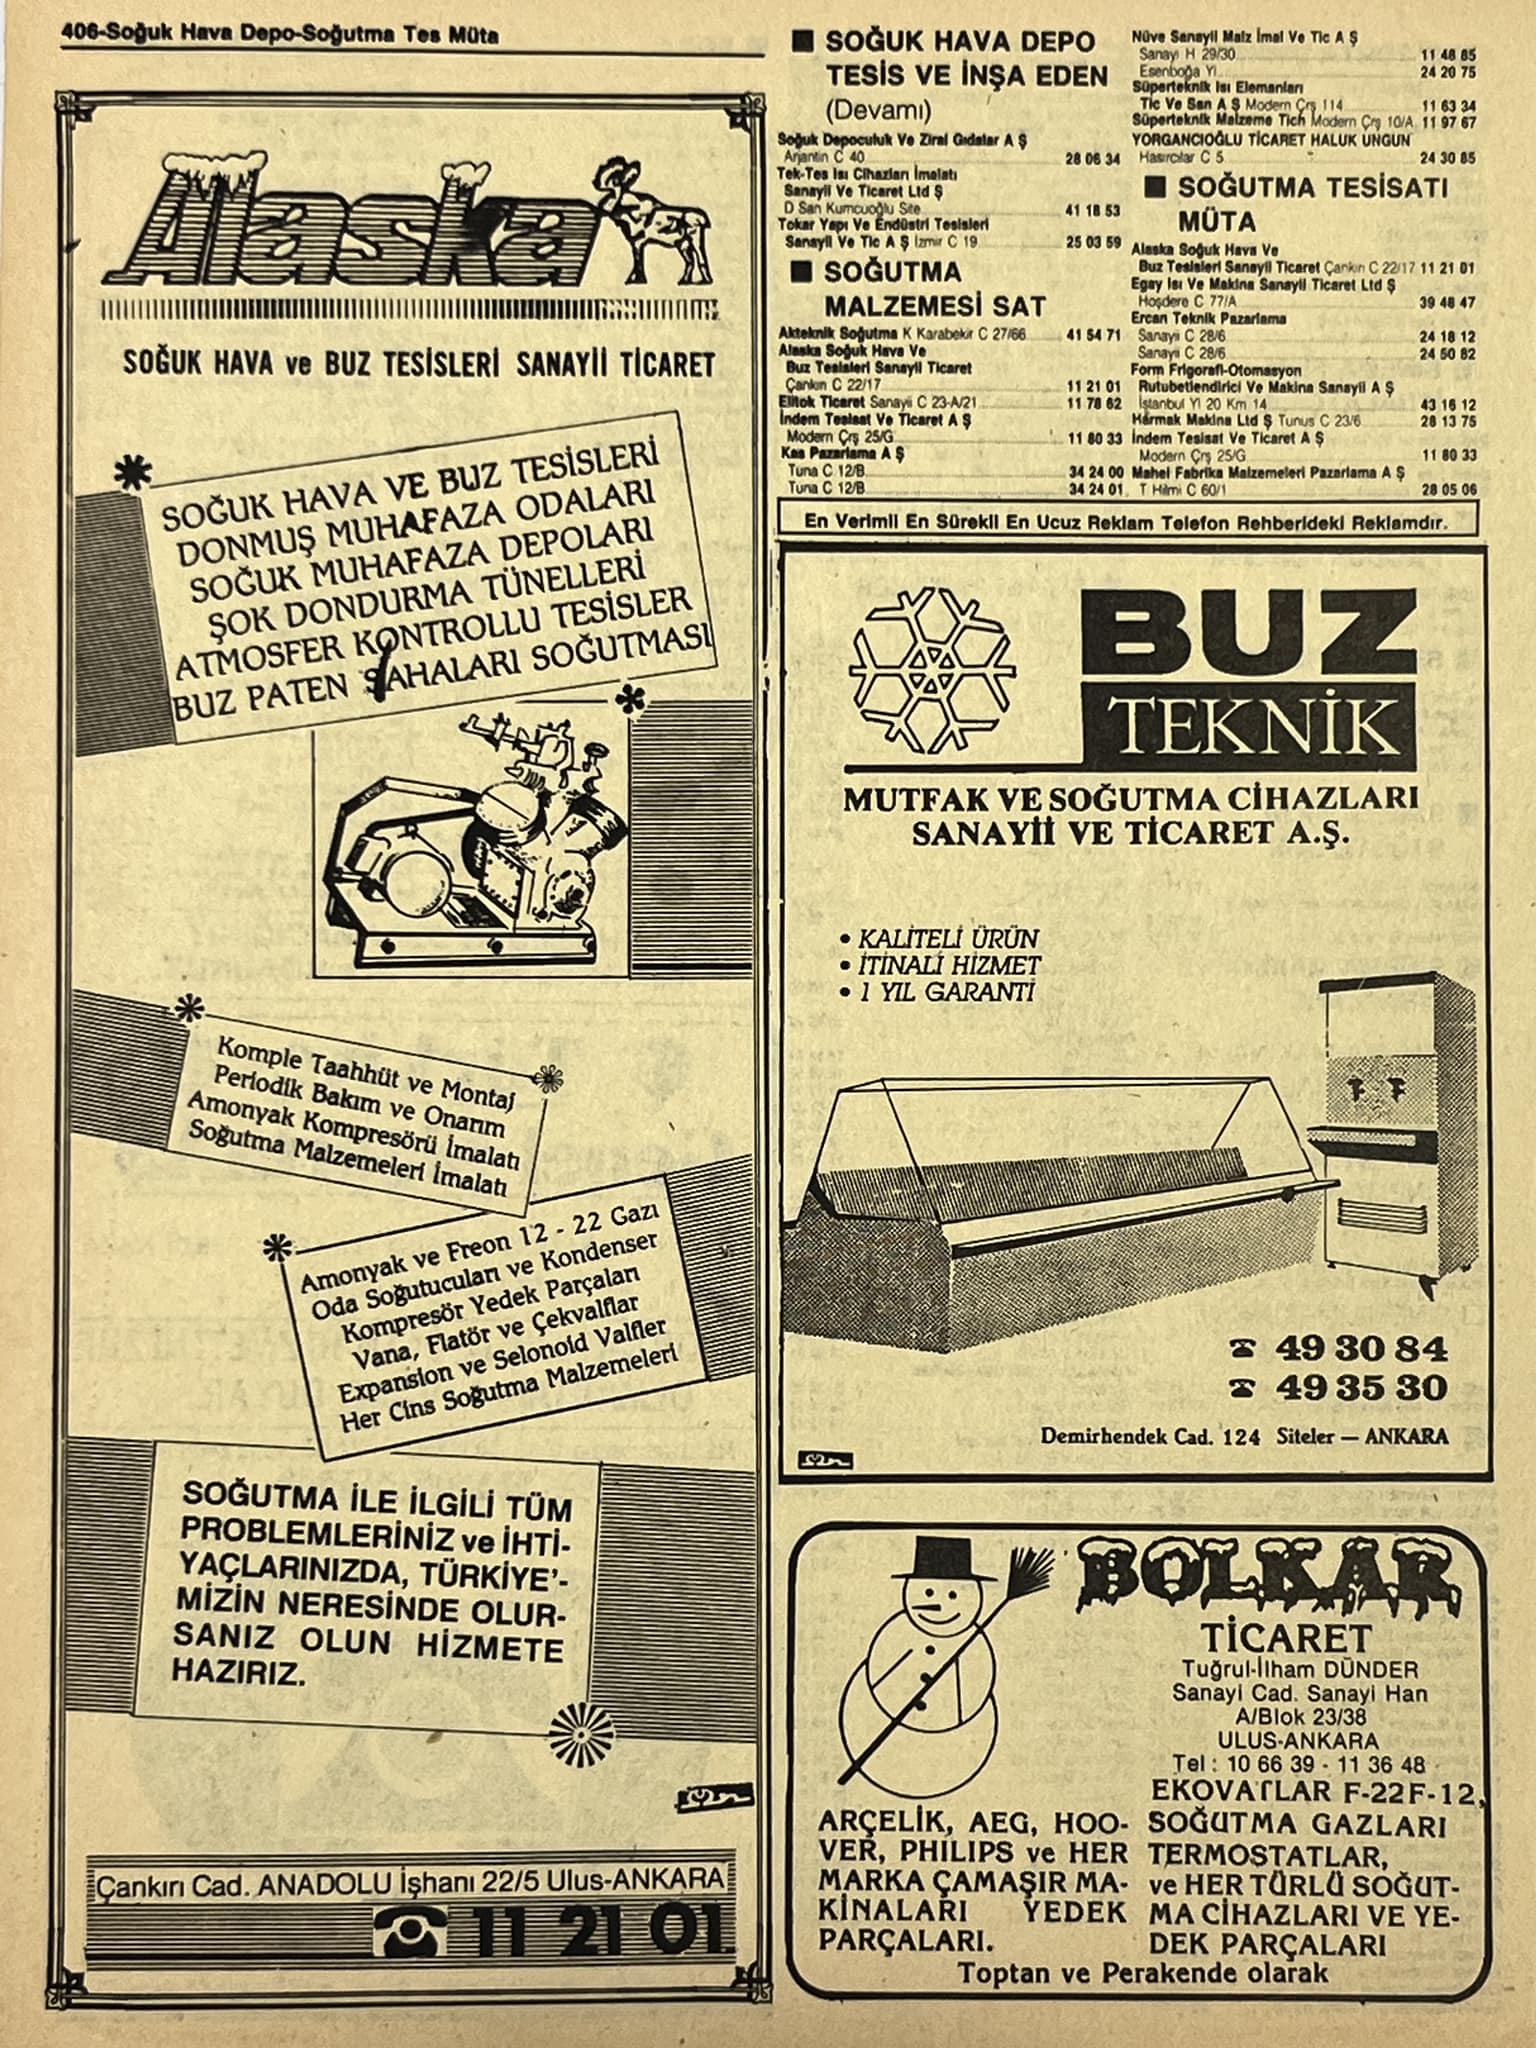 406-Soğuk Hava Depo-Soğutma Tes Müta
Alaska
SOĞUK HAVA ve BUZ TESİSLERİ SANAYİİ TİCARET
SOĞUK HAVA VE BUZ TESİSLERİ
DONMUŞ MUHAFAZA ODALARI
SOĞUK MUHAFAZA DEPOLARI
ŞOK DONDURMA TÜNELLERİ
ATMOSFER KONTROLLU TESİSLER
BUZ PATEN SAHALARI SOĞUTMASI
Komple Taahhüt ve Montaj
Periodik Bakım ve Onarım
Amonyak Kompresörü İmalatı
Soğutma Malzemeleri İmalatı
Amonyak ve Freon 12 - 22 Gazı
Oda Soğutucuları ve Kondenser
Kompresör Yedek Parçaları
Vana, Flatör ve Çekvalflar
Expansion ve Selonoid Valfler
Her Cins Soğutma Malzemeleri
SOĞUTMA İLE İLGİLİ TÜM
PROBLEMLERİNİZ ve İHTİ-
YAÇLARINIZDA, TÜRKİYE'-
MİZİN NERESİNDE OLUR-
SANIZ OLUN HİZMETE
HAZIRIZ.
Çankırı Cad. ANADOLU İşhanı 22/5 Ulus-ANKARA
11 21 01
SOĞUK HAVA DEPO
TESİS VE İNŞA EDEN
(Devamı)
Soğuk Depoculuk Ve Zirai Gıdalar A Ş
Arjantin C 40 28 06 34
Tek-Tes Isı Cihazları İmalatı
Sanayii Ve Ticaret Ltd Ş
D San Kumcuoğlu Site 41 18 53
Tokar Yapı Ve Endüstri Tesisleri
Sanayii Ve Tic A Ş İzmir C 19 25 03 59
SOĞUTMA
MALZEMESİ SAT
Akteknik Soğutma K Karabekir C 27/66 41 54 71
Alaska Soğuk Hava Ve
Buz Tesisleri Sanayii Ticaret
Çankırı C 22/17 11 21 01
Elitok Ticaret Sanayii C 23-A/21 11 78 62
İndem Tesisat Ve Ticaret A Ş
Modern Çrş 25/G 11 80 33
Kas Pazarlama A Ş
Tuna C 12/B 34 24 00
Tuna C 12/B 34 24 01
Nüve Sanayii Malz İmal Ve Tic A Ş
Sanayi H 29/30 11 48 85
Esenboğa Yl 24 20 75
Süperteknik Isı Elemanları
Tic Ve San A Ş Modern Çrş 114 11 63 34
Süperteknik Malzeme Tich Modern Çrş 10/A 11 97 67
YORGANCIOĞLU TİCARET HALUK UNGUN
Hasırcılar C 5 24 30 85
SOĞUTMA TESİSATI
MÜTA
Alaska Soğuk Hava Ve
Buz Tesisleri Sanayii Ticaret Çankırı C 22/17 11 21 01
Egay Isı Ve Makina Sanayii Ticaret Ltd Ş
Hoşdere C 77/A 39 48 47
Ercan Teknik Pazarlama
Sanayii C 28/6 24 18 12
Sanayii C 28/6 24 50 82
Form Frigorafi-Otomasyon
Rutubetlendirici Ve Makina Sanayii A Ş
İstanbul Yl 20 Km 14 43 16 12
Harmak Makina Ltd Ş Tunus C 23/6 28 13 75
İndem Tesisat Ve Ticaret A Ş
Modern Çrş 25/G 11 80 33
Mahel Fabrika Malzemeleri Pazarlama A Ş
T Hilmi C 60/1 28 05 06
En Verimli En Sürekli En Ucuz Reklam Telefon Rehberideki Reklamdır.
BUZ
TEKNİK
MUTFAK VE SOĞUTMA CİHAZLARI
SANAYİİ VE TİCARET A.Ş.
• KALİTELİ ÜRÜN
• İTİNALI HİZMET
• 1 YIL GARANTİ
49 30 84
49 35 30
Demirhendek Cad. 124 Siteler — ANKARA
BOLKAR
TİCARET
Tuğrul-İlham DÜNDER
Sanayi Cad. Sanayi Han
A/Blok 23/38
ULUS-ANKARA
Tel : 10 66 39 - 11 36 48
ARÇELİK, AEG, HOO-
VER, PHILIPS ve HER
MARKA ÇAMAŞIR MA-
KİNALARI YEDEK
PARÇALARI.
EKOVATLAR F-22 F-12,
SOĞUTMA GAZLARI
TERMOSTATLAR,
ve HER TÜRLÜ SOĞUT-
MA CİHAZLARI VE YE-
DEK PARÇALARI
Toptan ve Perakende olarak